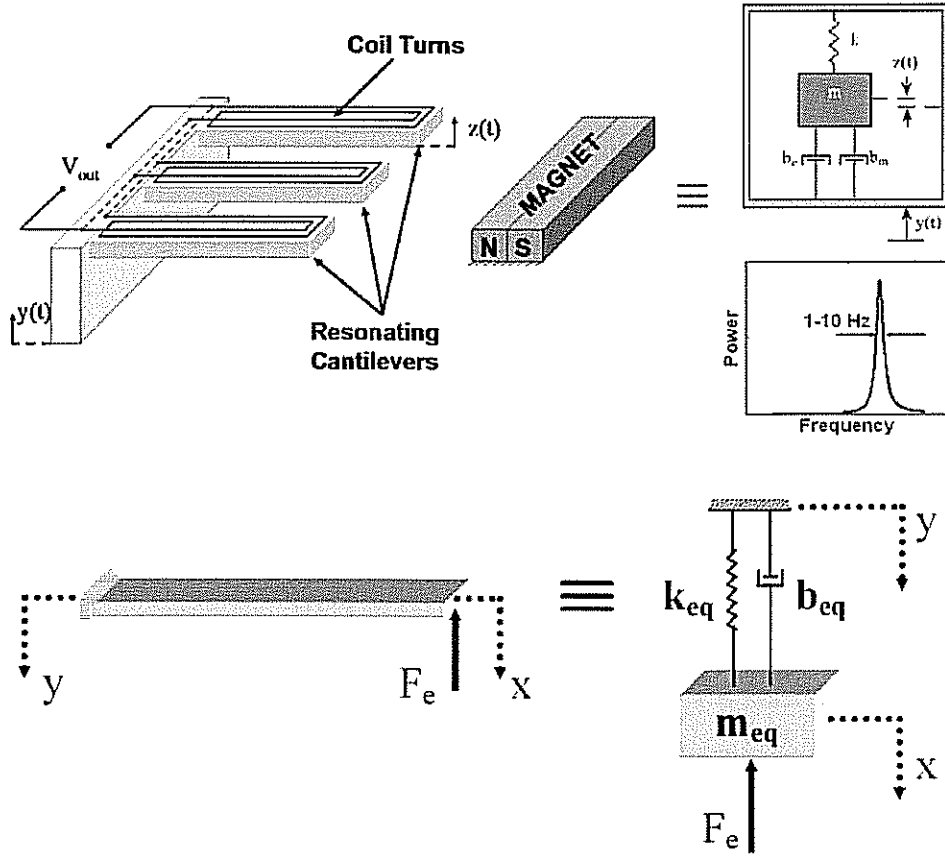 Coil Turns
z(t)
V_out
MAGNET
N S
y(t)
Resonating
Cantilevers
k
m
z(t)
b_e
b_m
y(t)
Power
1-10 Hz
Frequency
y
F_e
x
k_eq
b_eq
y
m_eq
x
F_e